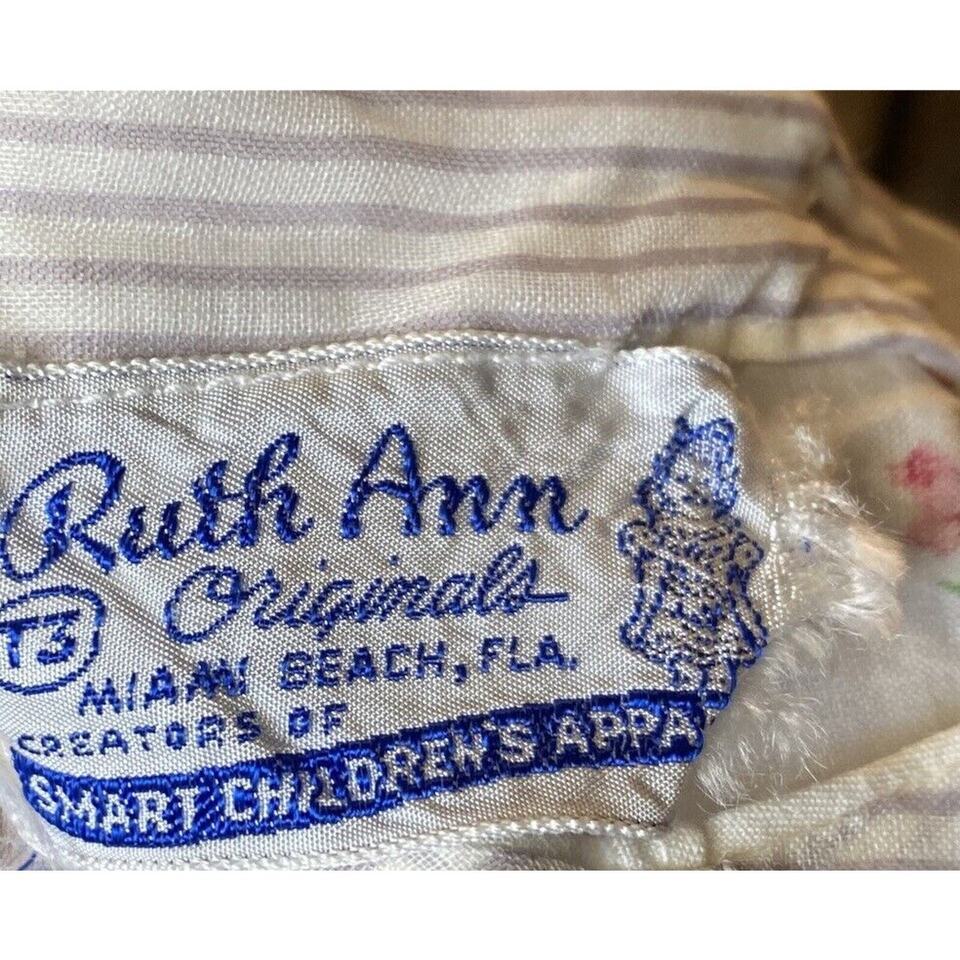 Ruth Ann
Originals
T3
MIAMI BEACH, FLA.
CREATORS OF
SMART CHILDREN'S APPA